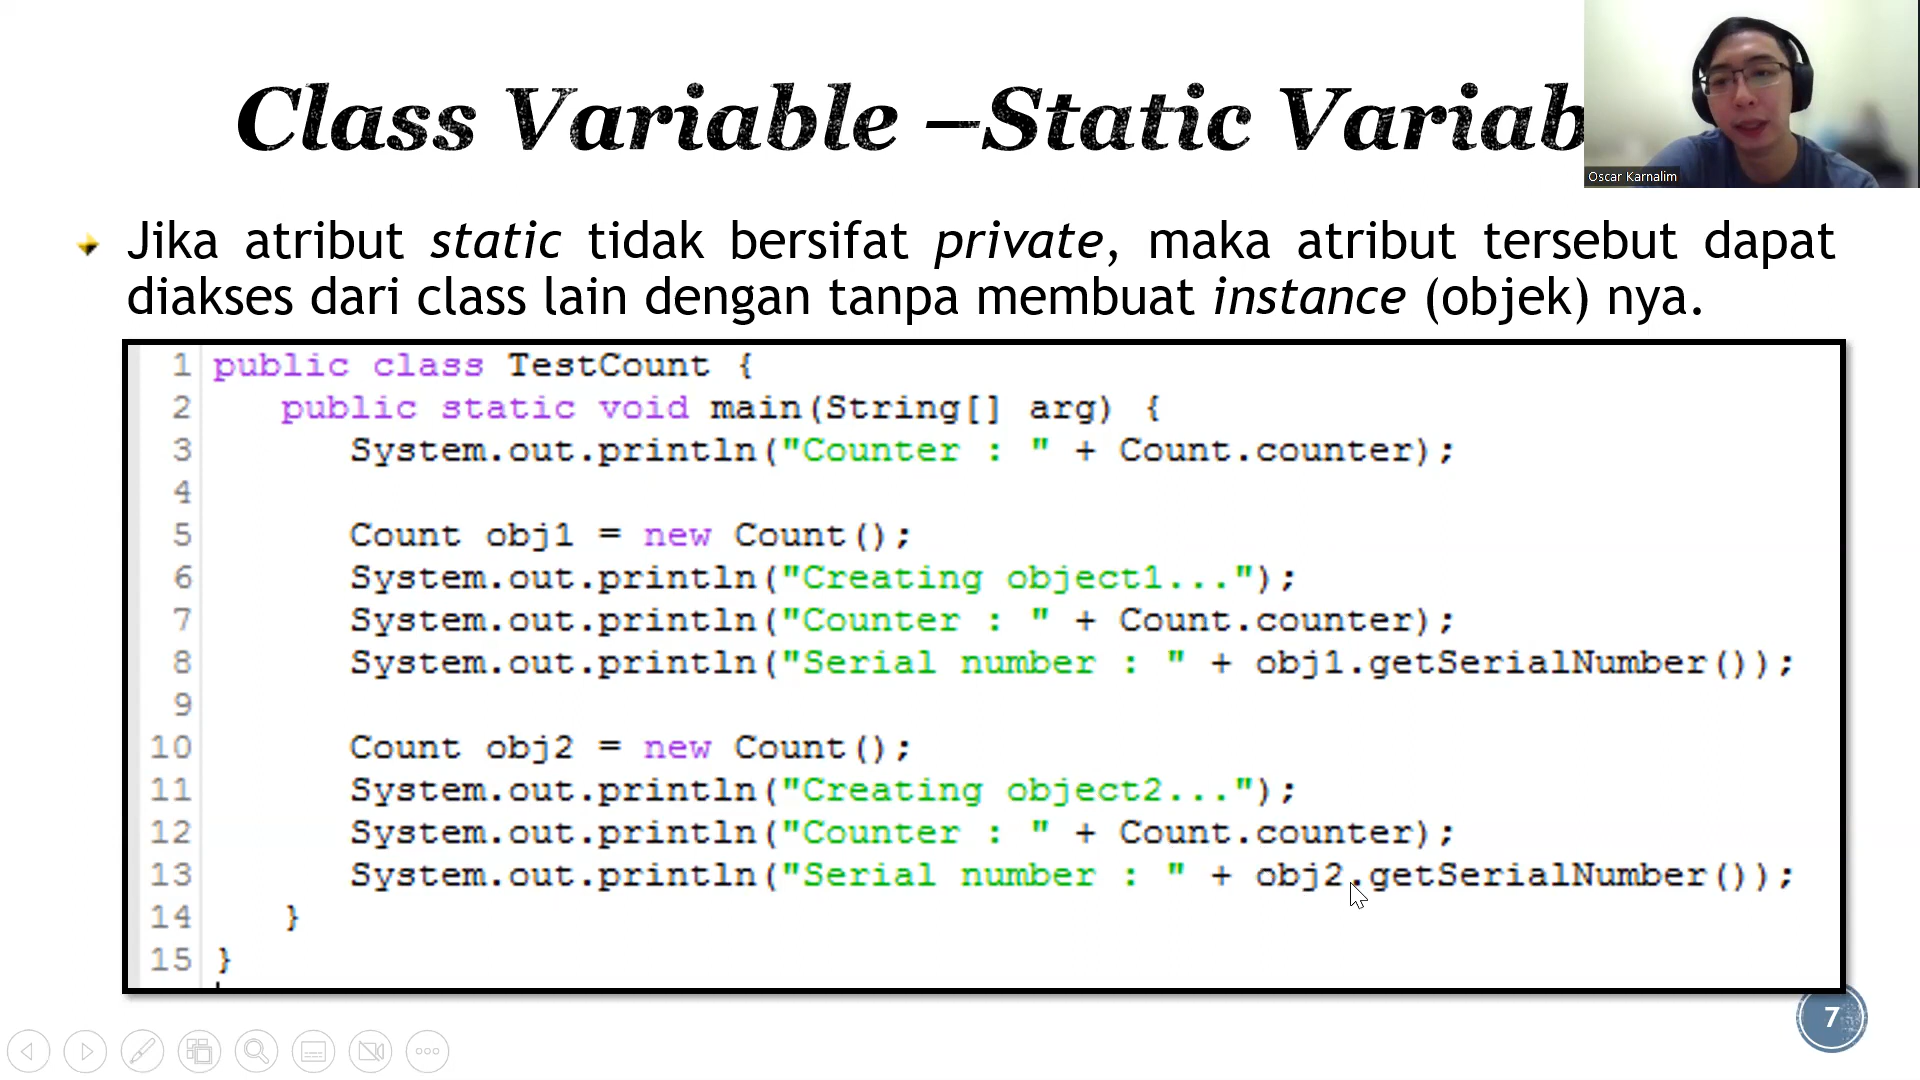 Class Variable –Static Variab
Oscar Karnalim
Jika atribut static tidak bersifat private, maka atribut tersebut dapat
diakses dari class lain dengan tanpa membuat instance (objek) nya.
1 public class TestCount {
2 public static void main(String[] arg) {
3 System.out.println("Counter : " + Count.counter);
4
5 Count obj1 = new Count();
6 System.out.println("Creating object1...");
7 System.out.println("Counter : " + Count.counter);
8 System.out.println("Serial number : " + obj1.getSerialNumber());
9
10 Count obj2 = new Count();
11 System.out.println("Creating object2...");
12 System.out.println("Counter : " + Count.counter);
13 System.out.println("Serial number : " + obj2.getSerialNumber());
14 }
15 }
7